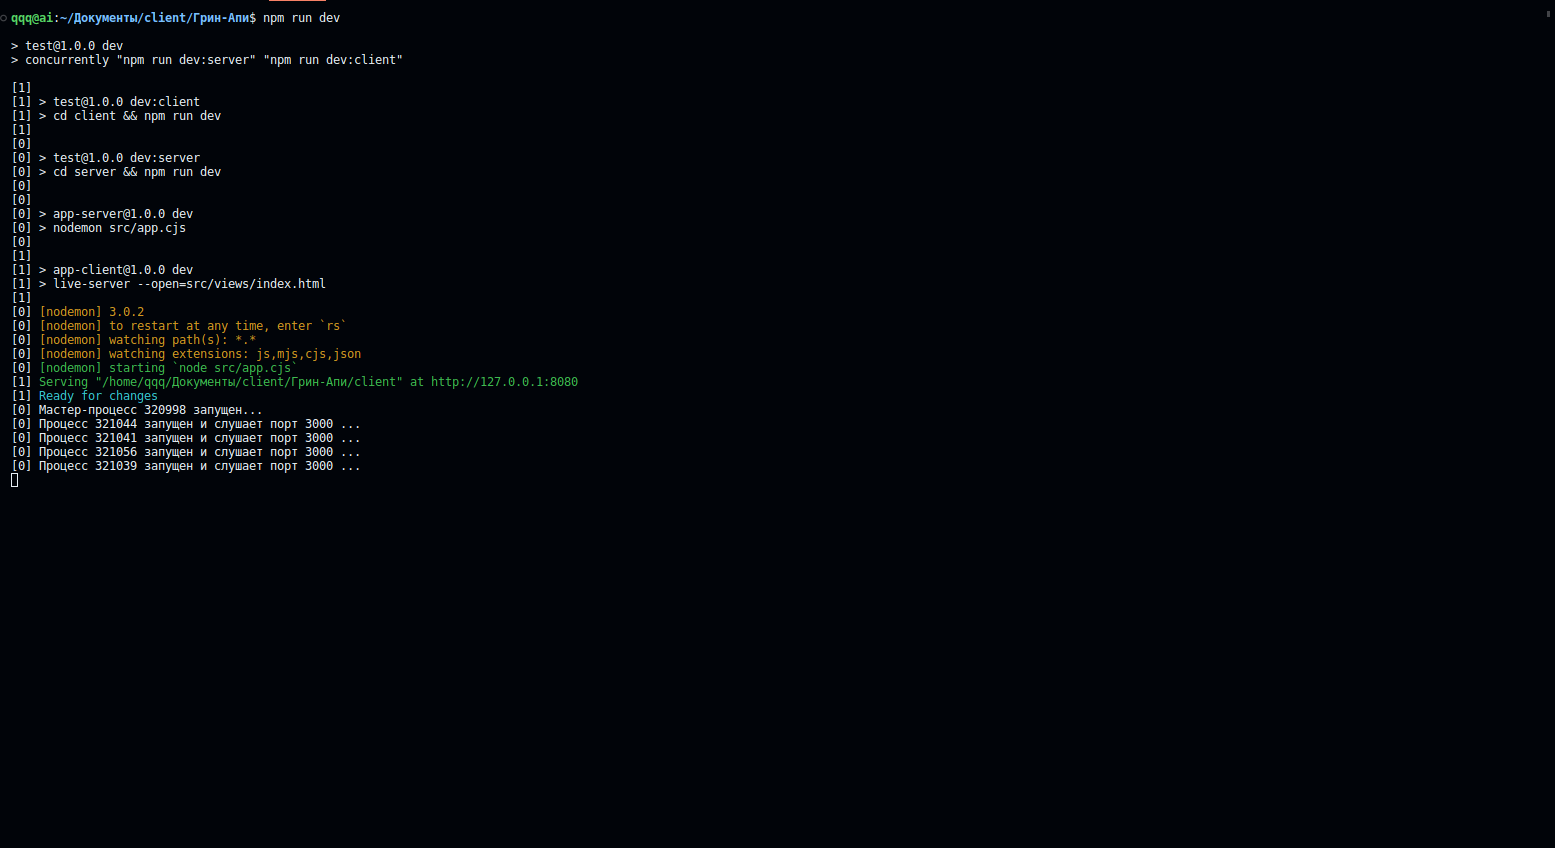 qqq@ai:~/Документы/client/Грин-Апи$ npm run dev
> test@1.0.0 dev
> concurrently "npm run dev:server" "npm run dev:client"
[1]
[1] > test@1.0.0 dev:client
[1] > cd client && npm run dev
[1]
[0]
[0] > test@1.0.0 dev:server
[0] > cd server && npm run dev
[0]
[0]
[0] > app-server@1.0.0 dev
[0] > nodemon src/app.cjs
[0]
[1]
[1] > app-client@1.0.0 dev
[1] > live-server --open=src/views/index.html
[1]
[0] [nodemon] 3.0.2
[0] [nodemon] to restart at any time, enter `rs`
[0] [nodemon] watching path(s): *.*
[0] [nodemon] watching extensions: js,mjs,cjs,json
[0] [nodemon] starting `node src/app.cjs`
[1] Serving "/home/qqq/Документы/client/Грин-Апи/client" at http://127.0.0.1:8080
[1] Ready for changes
[0] Мастер-процесс 320998 запущен...
[0] Процесс 321044 запущен и слушает порт 3000 ...
[0] Процесс 321041 запущен и слушает порт 3000 ...
[0] Процесс 321056 запущен и слушает порт 3000 ...
[0] Процесс 321039 запущен и слушает порт 3000 ...